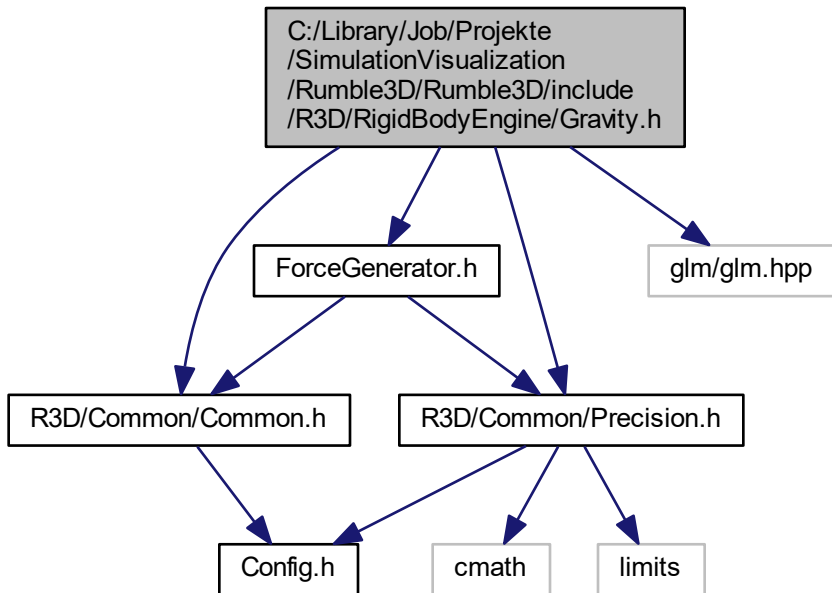 C:/Library/Job/Projekte
/SimulationVisualization
/Rumble3D/Rumble3D/include
/R3D/RigidBodyEngine/Gravity.h
ForceGenerator.h
glm/glm.hpp
R3D/Common/Common.h
R3D/Common/Precision.h
Config.h
cmath
limits